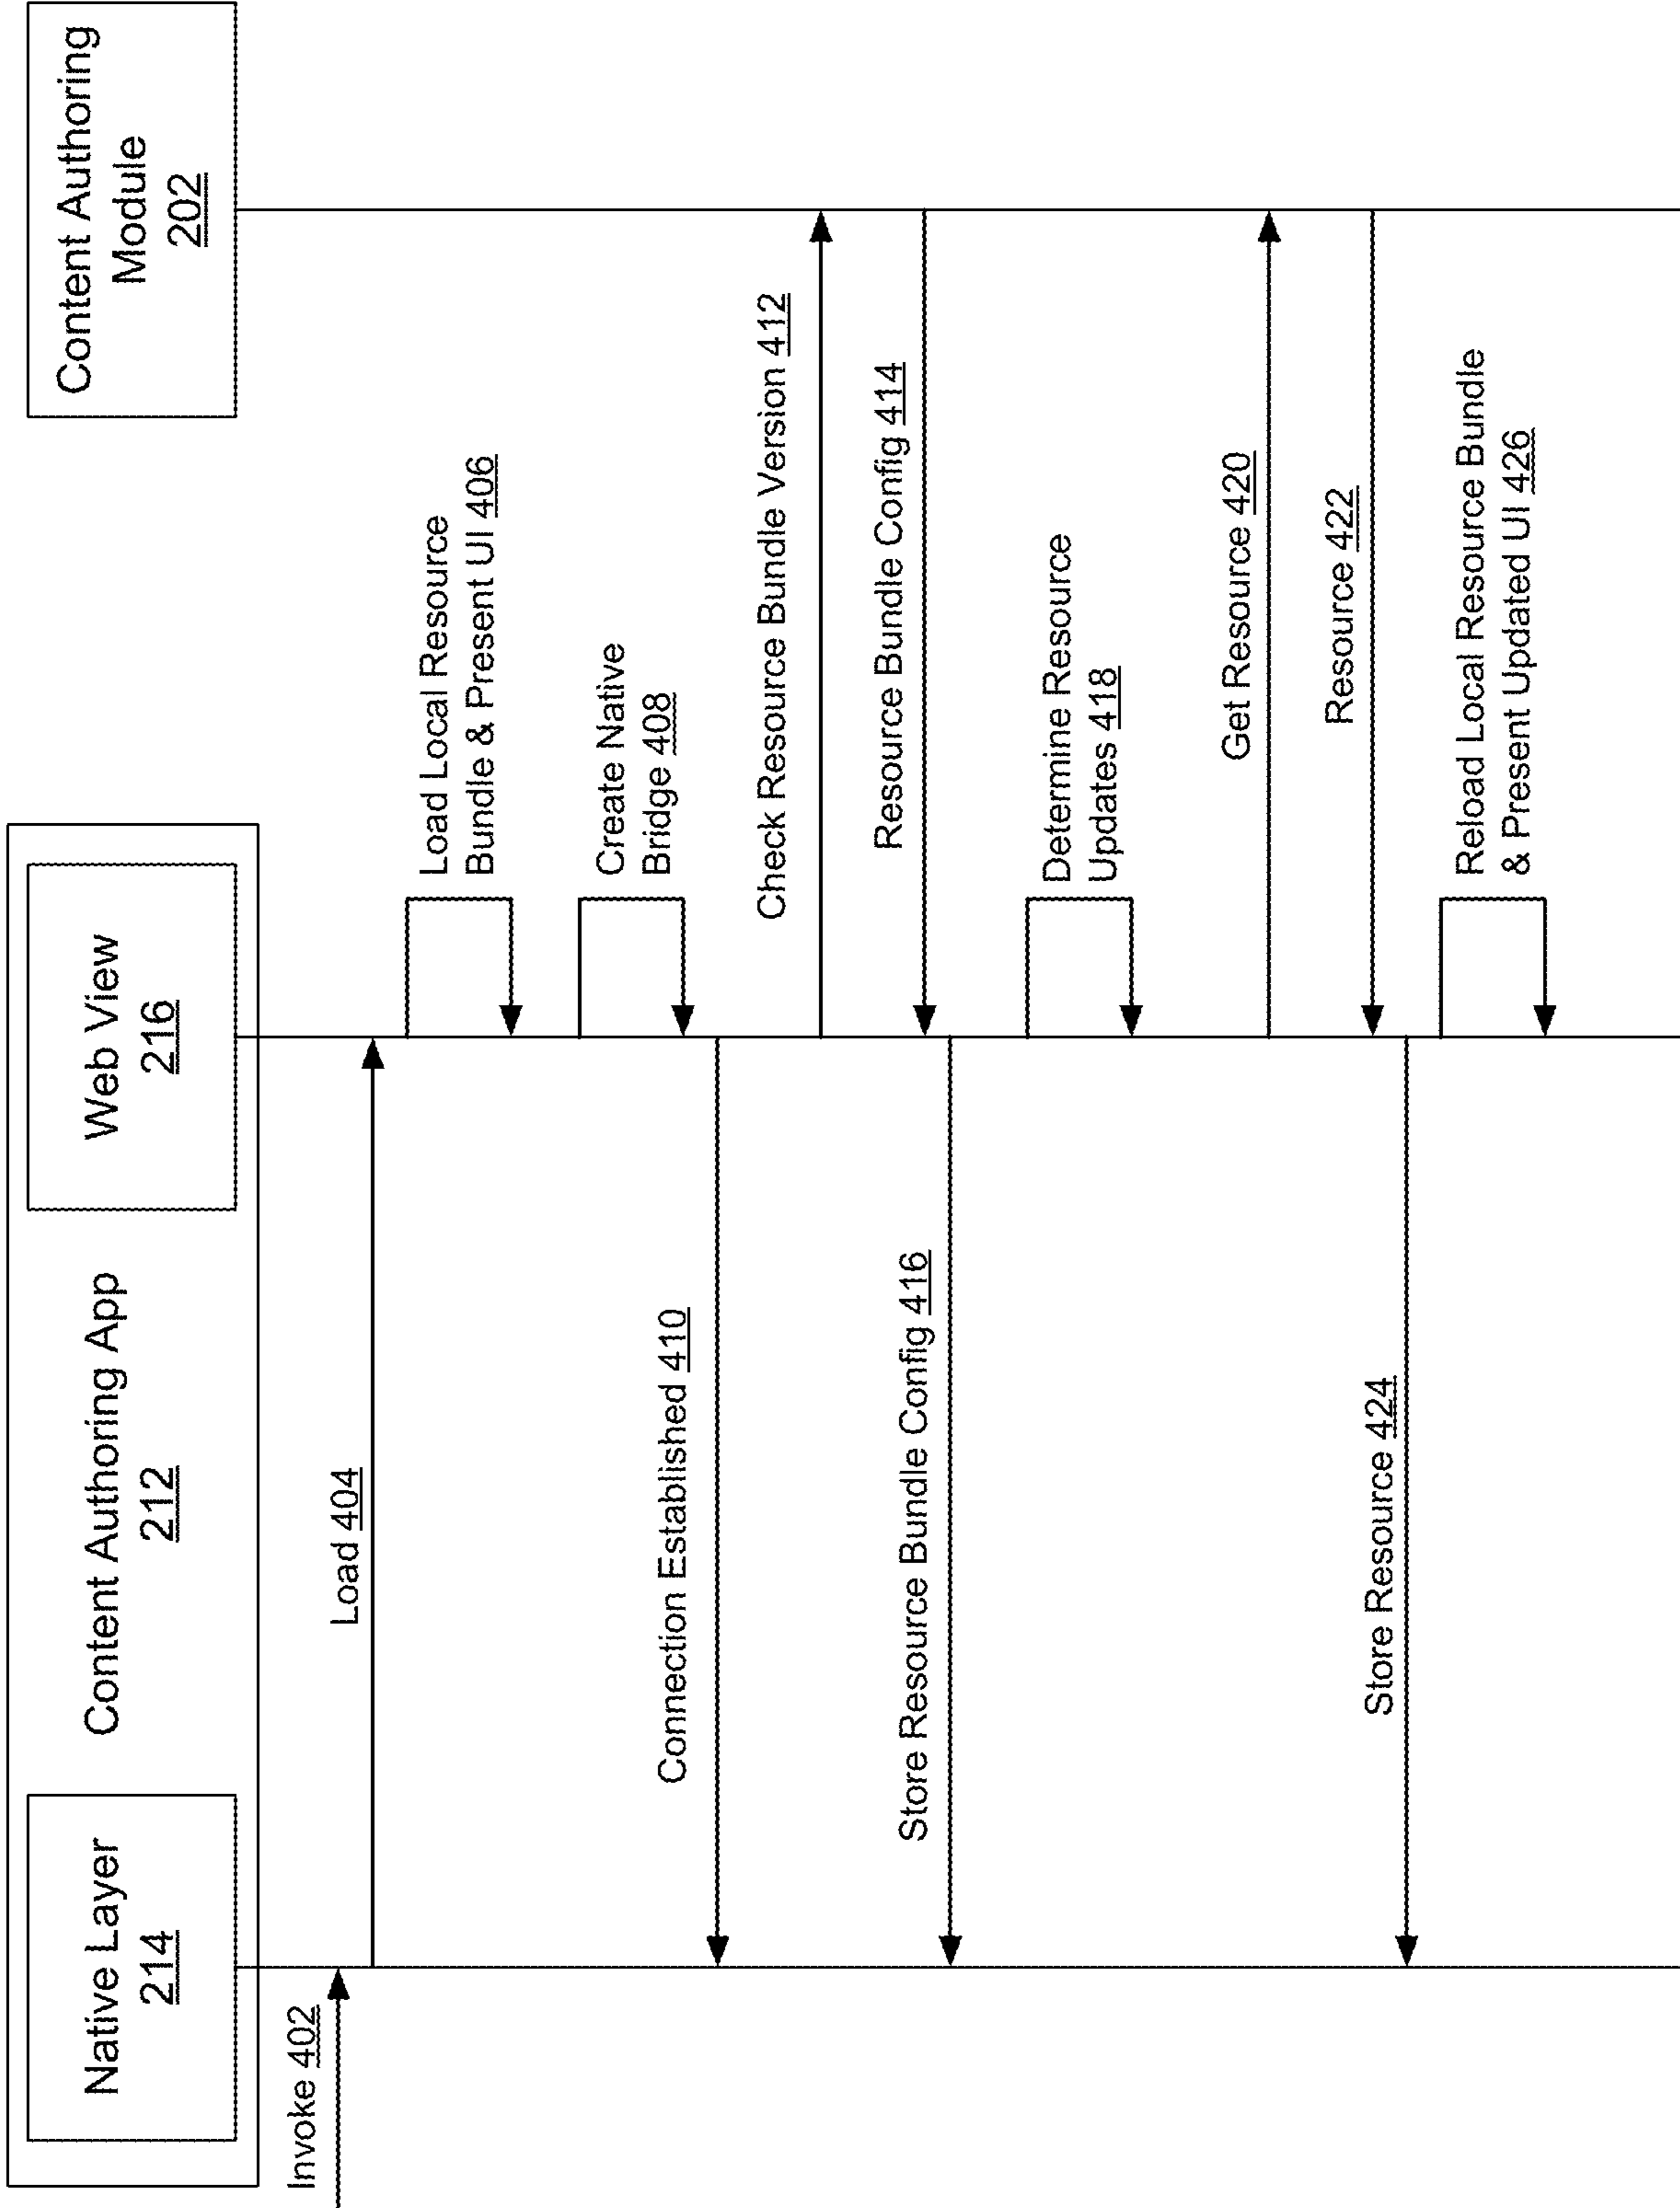 Native Layer
214
Content Authoring App
212
Web View
216
Content Authoring
Module
202
Invoke 402
Load 404
Load Local Resource
Bundle & Present UI 406
Create Native
Bridge 408
Connection Established 410
Check Resource Bundle Version 412
Resource Bundle Config 414
Store Resource Bundle Config 416
Determine Resource
Updates 418
Get Resource 420
Resource 422
Store Resource 424
Reload Local Resource Bundle
& Present Updated UI 426